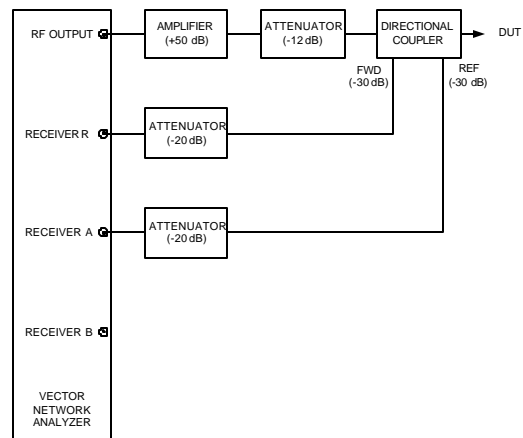 RF OUTPUT
AMPLIFIER
(+50 dB)
ATTENUATOR
(-12 dB)
DIRECTIONAL
COUPLER
DUT
FWD
(-30 dB)
REF
(-30 dB)
RECEIVER R
ATTENUATOR
(-20 dB)
RECEIVER A
ATTENUATOR
(-20 dB)
RECEIVER B
VECTOR
NETWORK
ANALYZER